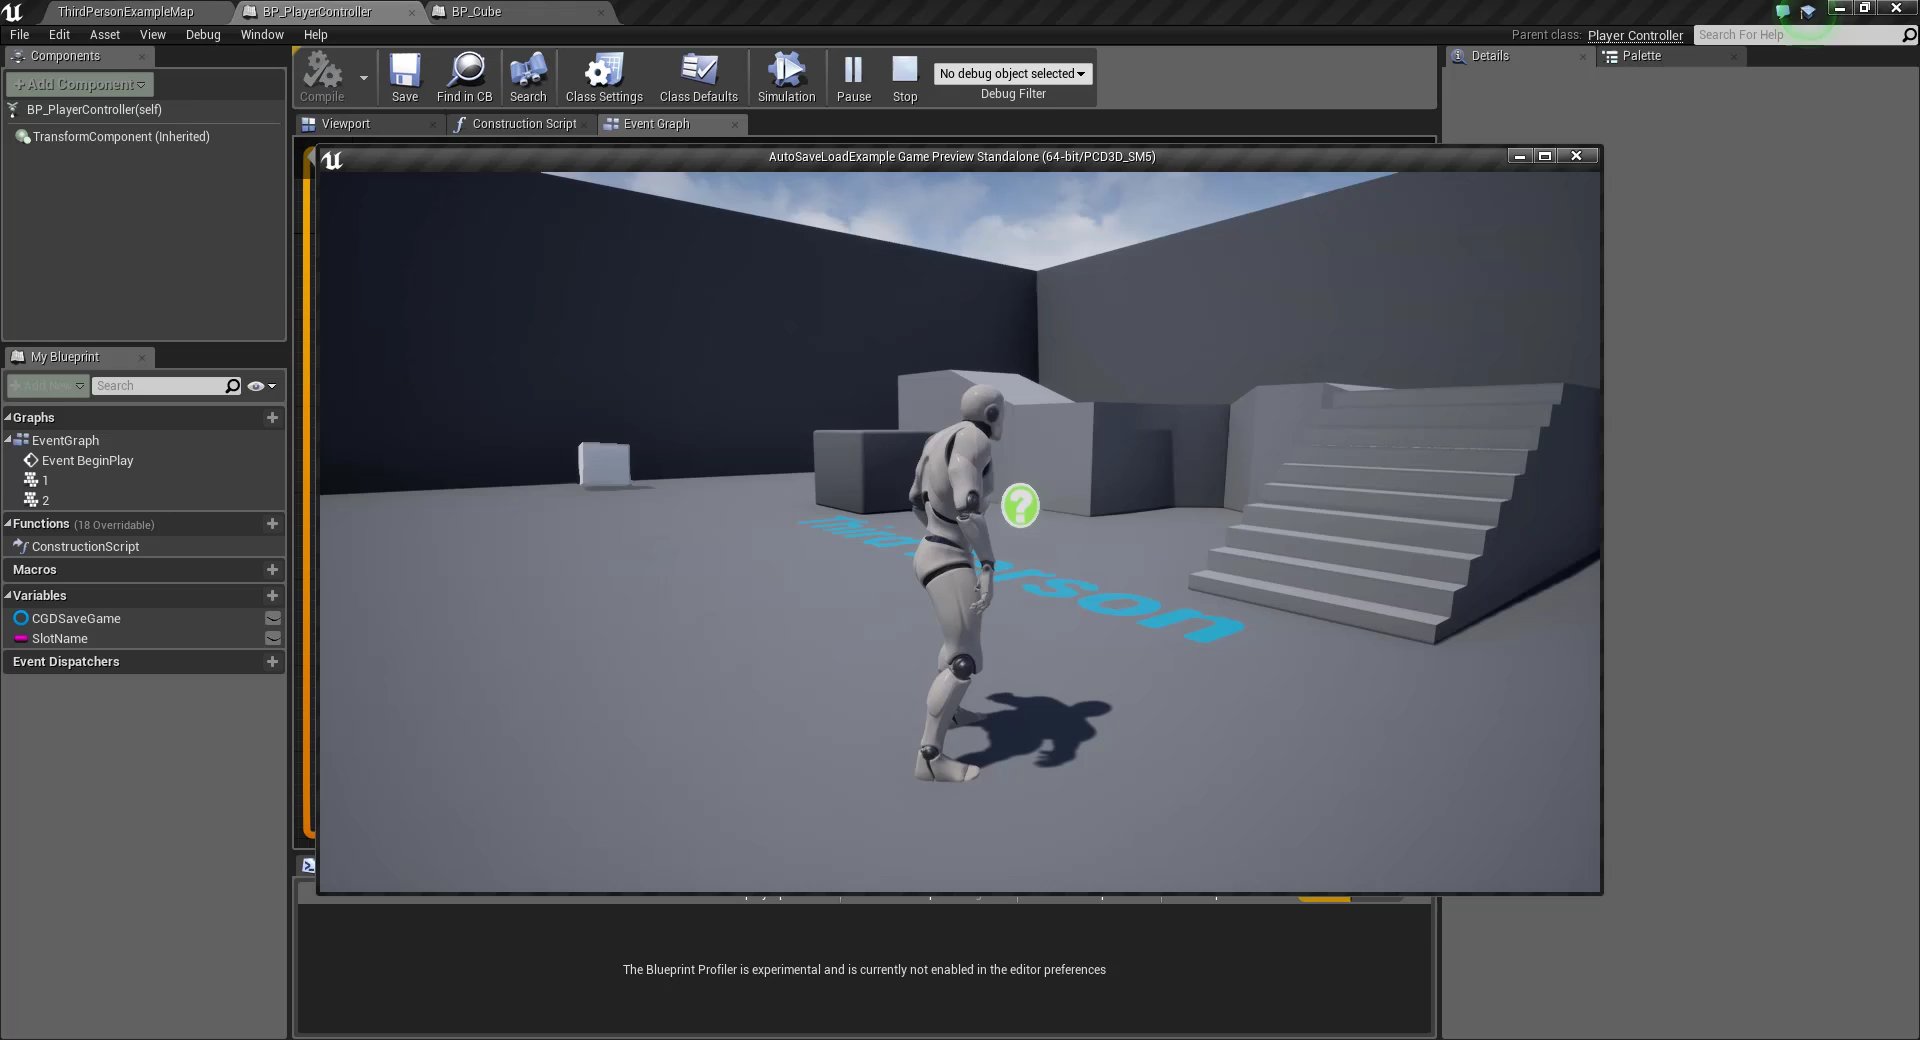 ThirdPersonExampleMap
BP_PlayerController
BP_Cube
File Edit Asset View Debug Window Help
Parent class: Player Controller
Search For Help
Components
+Add Component
BP_PlayerController(self)
TransformComponent (Inherited)
Compile
Save
Find in CB
Search
Class Settings
Class Defaults
Simulation
Pause
Stop
No debug object selected
Debug Filter
Details
Palette
Viewport
Construction Script
Event Graph
AutoSaveLoadExample Game Preview Standalone (64-bit/PCD3D_SM5)
My Blueprint
+Add New
Search
Graphs
EventGraph
Event BeginPlay
1
2
Functions (18 Overridable)
ConstructionScript
Macros
Variables
CGDSaveGame
SlotName
Event Dispatchers
?
The Blueprint Profiler is experimental and is currently not enabled in the editor preferences